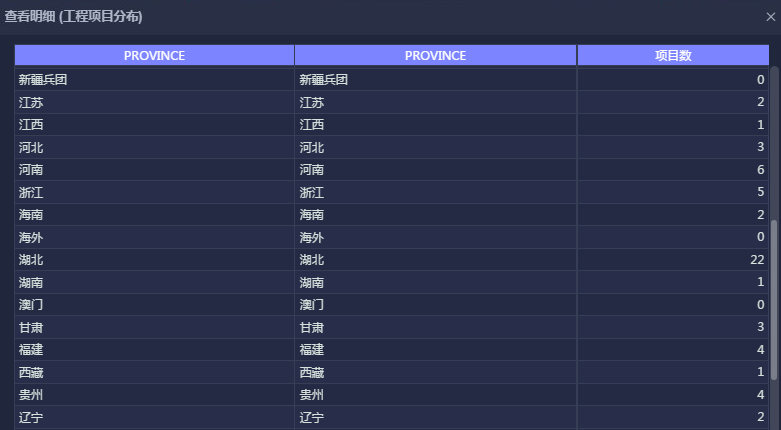 查看明细 (工程项目分布)
PROVINCE PROVINCE 项目数
新疆兵团 新疆兵团 0
江苏 江苏 2
江西 江西 1
河北 河北 3
河南 河南 6
浙江 浙江 5
海南 海南 2
海外 海外 0
湖北 湖北 22
湖南 湖南 1
澳门 澳门 0
甘肃 甘肃 3
福建 福建 4
西藏 西藏 1
贵州 贵州 4
辽宁 辽宁 2